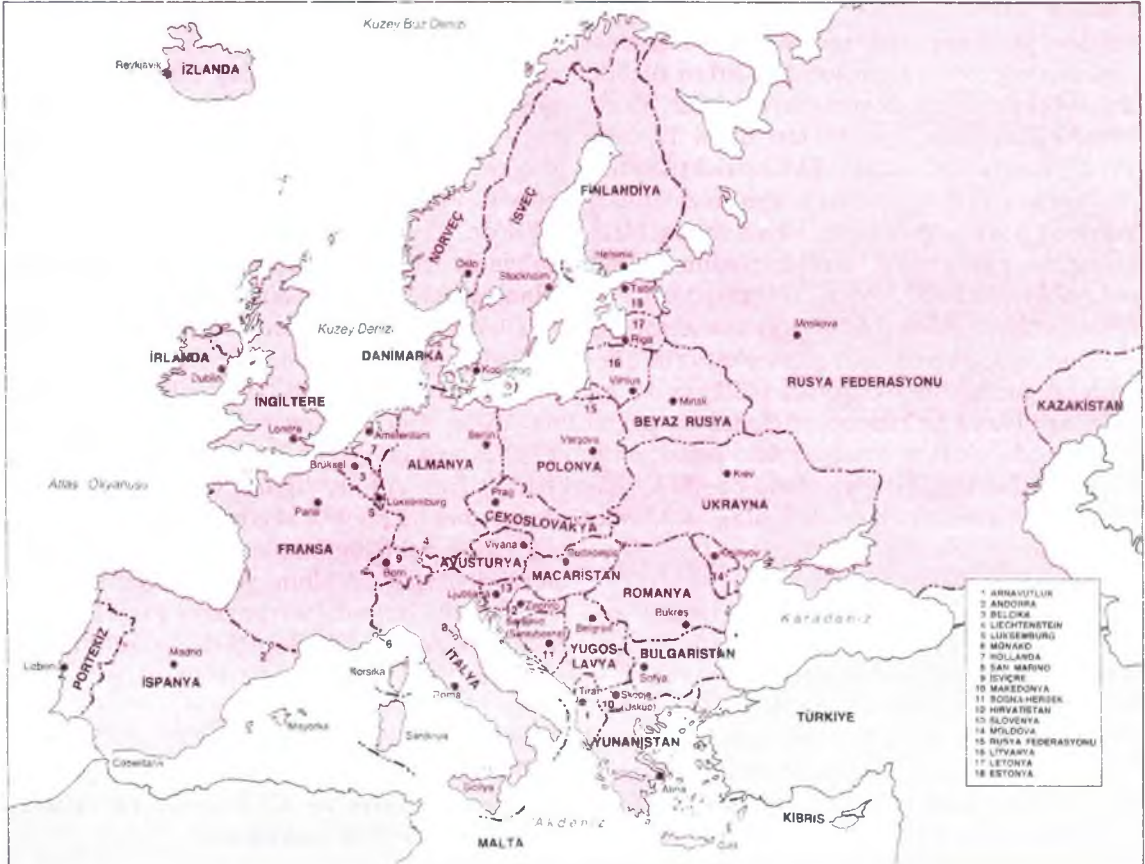 Kuzey Buz Denizi
Reykjavik
İZLANDA
FİNLANDİYA
İSVEÇ
NORVEÇ
Helsinki
Oslo
Stockholm
Tallin
18
17
Riga
Moskova
Kuzey Denizi
İRLANDA
Dublin
DANİMARKA
16
Vilnius
Minsk
RUSYA FEDERASYONU
KAZAKİSTAN
İNGİLTERE
Londra
15
BEYAZ RUSYA
Amsterdam
7
Berlin
Varşova
Brüksel
3
ALMANYA
POLONYA
Kiev
Atlas Okyanusu
Lüksemburg
5
Prag
UKRAYNA
Paris
ÇEKOSLOVAKYA
FRANSA
4
9
Bern
Viyana
AVUSTURYA
MACARİSTAN
14
Ljubljana
13
ROMANYA
12
Zagreb
Belgrad
Bükreş
Karadeniz
8
6
11
YUGOS-
LAVYA
BULGARİSTAN
Sofya
PORTEKİZ
Lizbon
Madrid
İSPANYA
2
Korsika
İTALYA
Roma
Tiran
Skopje
(Üsküp)
10
1
TÜRKİYE
Mayorka
Sardinya
YUNANİSTAN
Cebelitarık
Sicilya
Atina
Akdeniz
MALTA
Girit
KIBRIS
1 ARNAVUTLUK
2 ANDORRA
3 BELÇİKA
4 LIECHTENSTEIN
5 LUXSEMBURG
6 MONAKO
7 HOLLANDA
8 SAN MARINO
9 İSVİÇRE
10 MAKEDONYA
11 BOSNA-HERSEK
12 HIRVATİSTAN
13 SLOVENYA
14 MOLDOVA
15 RUSYA FEDERASYONU
16 LİTVANYA
17 LETONYA
18 ESTONYA